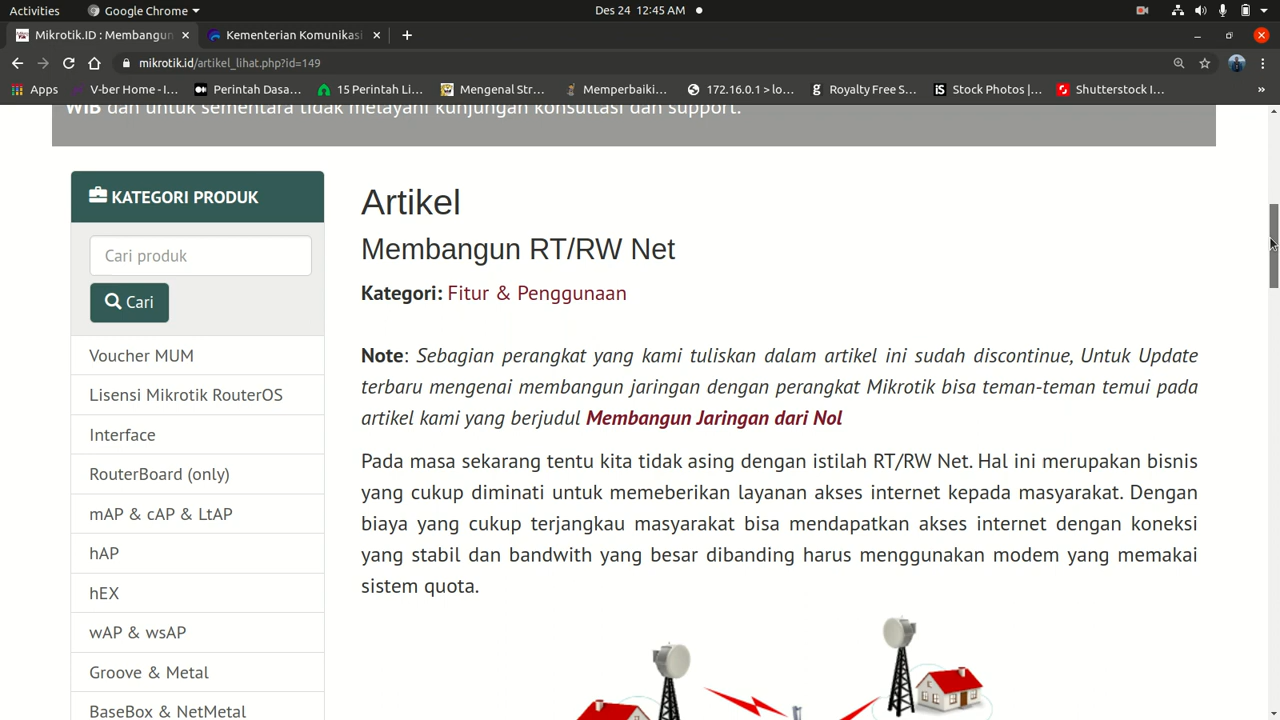 Activities
Google Chrome
Des 24 12:45 AM
Mikrotik.ID : Membangun
Kementerian Komunikasi
mikrotik.id/artikel_lihat.php?id=149
Apps
V-ber Home - I...
Perintah Dasa...
15 Perintah Li...
Mengenal Str...
Memperbaiki...
172.16.0.1 > lo...
Royalty Free S...
Stock Photos |...
Shutterstock I...
»
WIB dan untuk sementara tidak melayani kunjungan konsultasi dan support.
KATEGORI PRODUK
Cari produk
Cari
Voucher MUM
Lisensi Mikrotik RouterOS
Interface
RouterBoard (only)
mAP & cAP & LtAP
hAP
hEX
wAP & wsAP
Groove & Metal
BaseBox & NetMetal
Artikel
Membangun RT/RW Net
Kategori: Fitur & Penggunaan
Note: Sebagian perangkat yang kami tuliskan dalam artikel ini sudah discontinue, Untuk Update
terbaru mengenai membangun jaringan dengan perangkat Mikrotik bisa teman-teman temui pada
artikel kami yang berjudul Membangun Jaringan dari Nol
Pada masa sekarang tentu kita tidak asing dengan istilah RT/RW Net. Hal ini merupakan bisnis
yang cukup diminati untuk memeberikan layanan akses internet kepada masyarakat. Dengan
biaya yang cukup terjangkau masyarakat bisa mendapatkan akses internet dengan koneksi
yang stabil dan bandwith yang besar dibanding harus menggunakan modem yang memakai
sistem quota.